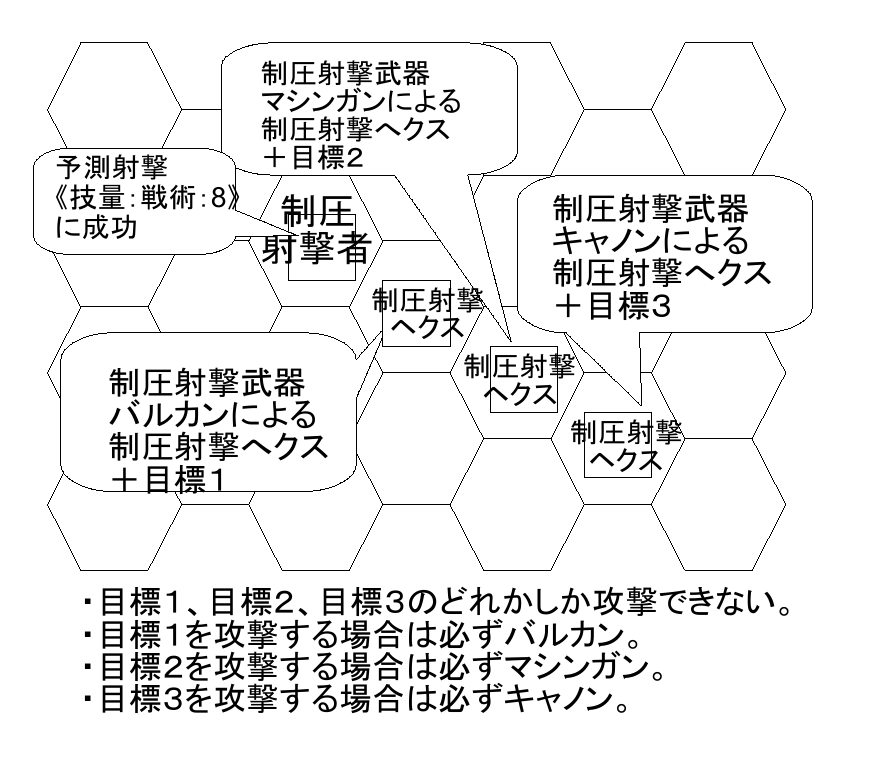 制圧射撃武器
マシンガンによる
制圧射撃ヘクス
＋目標２
予測射撃
《技量：戦術：8》
に成功
制圧
射撃者
制圧射撃武器
キャノンによる
制圧射撃ヘクス
＋目標３
制圧射撃
ヘクス
制圧射撃
ヘクス
制圧射撃
ヘクス
制圧射撃武器
バルカンによる
制圧射撃ヘクス
＋目標１
・目標１、目標２、目標３のどれかしか攻撃できない。
・目標１を攻撃する場合は必ずバルカン。
・目標２を攻撃する場合は必ずマシンガン。
・目標３を攻撃する場合は必ずキャノン。